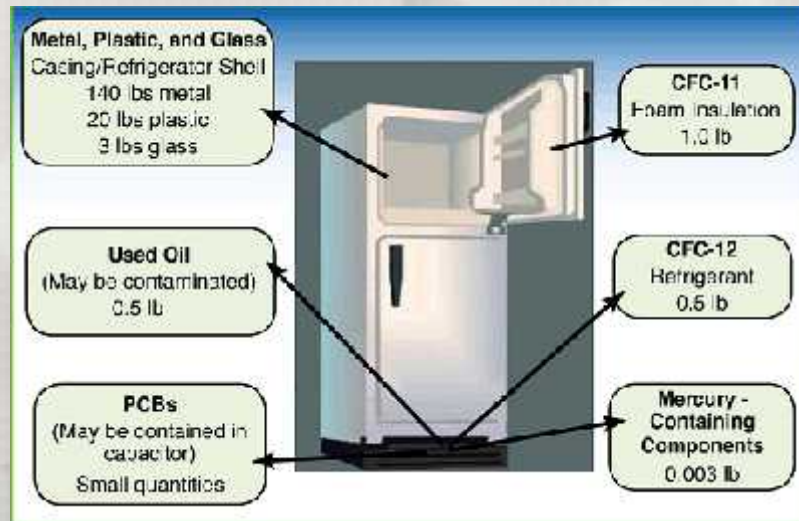 Metal, Plastic, and Glass
Casing/Refrigerator Shell
140 lbs metal
20 lbs plastic
3 lbs glass
CFC-11
Foam Insulation
1.0 lb
Used Oil
(May be contaminated)
0.5 lb
CFC-12
Refrigerant
0.5 lb
PCBs
(May be contained in
capacitor)
Small quantities
Mercury -
Containing
Components
0.003 lb